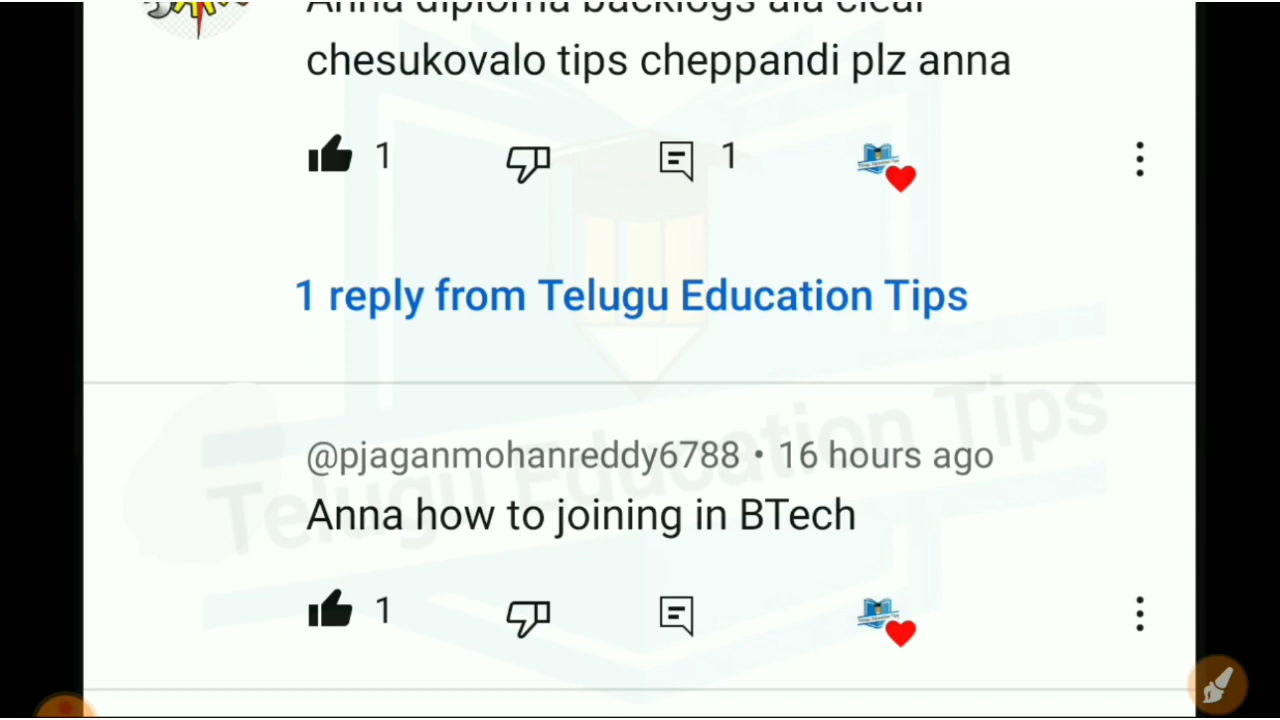 Anna diploma backlogs ala clear
chesukovalo tips cheppandi plz anna
1
1
1 reply from Telugu Education Tips
@pjaganmohanreddy6788 • 16 hours ago
Anna how to joining in BTech
Telugu Education Tips
1